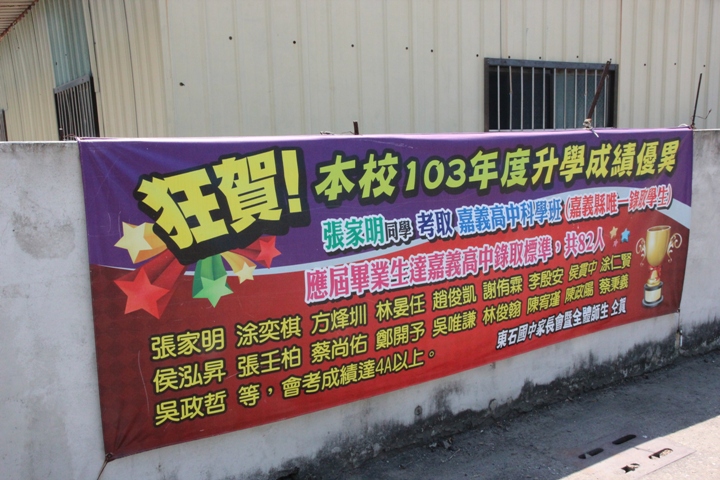 狂賀!
本校103年度升學成績優異
張家明同學 考取 嘉義高中科學班 (嘉義縣唯一錄取學生)
應屆畢業生達嘉義高中錄取標準,共82人
張家明 涂奕棋 方烽圳 林晏任 趙俊凱 謝侑霖 李殷安 侯貫中 涂仁賢
侯泓昇 張壬柏 蔡尚佑 鄭開予 吳唯謙 林俊翰 陳宥瑾 陳政陽 蔡秉義
吳政哲 等,會考成績達4A以上。
東石國中家長會暨全體師生 仝賀